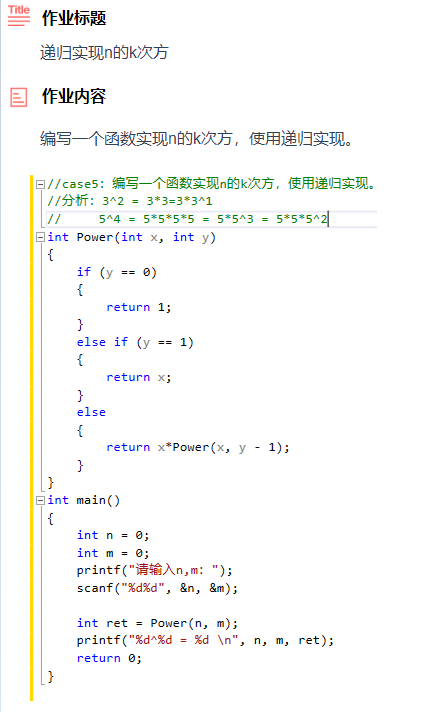 Title 作业标题
递归实现n的k次方
作业内容
编写一个函数实现n的k次方，使用递归实现。
//case5：编写一个函数实现n的k次方，使用递归实现。
//分析：3^2 = 3*3=3*3^1
//     5^4 = 5*5*5*5 = 5*5^3 = 5*5*5^2
int Power(int x, int y)
{
    if (y == 0)
    {
        return 1;
    }
    else if (y == 1)
    {
        return x;
    }
    else
    {
        return x*Power(x, y - 1);
    }
}
int main()
{
    int n = 0;
    int m = 0;
    printf("请输入n,m：");
    scanf("%d%d", &n, &m);

    int ret = Power(n, m);
    printf("%d^%d = %d \n", n, m, ret);
    return 0;
}